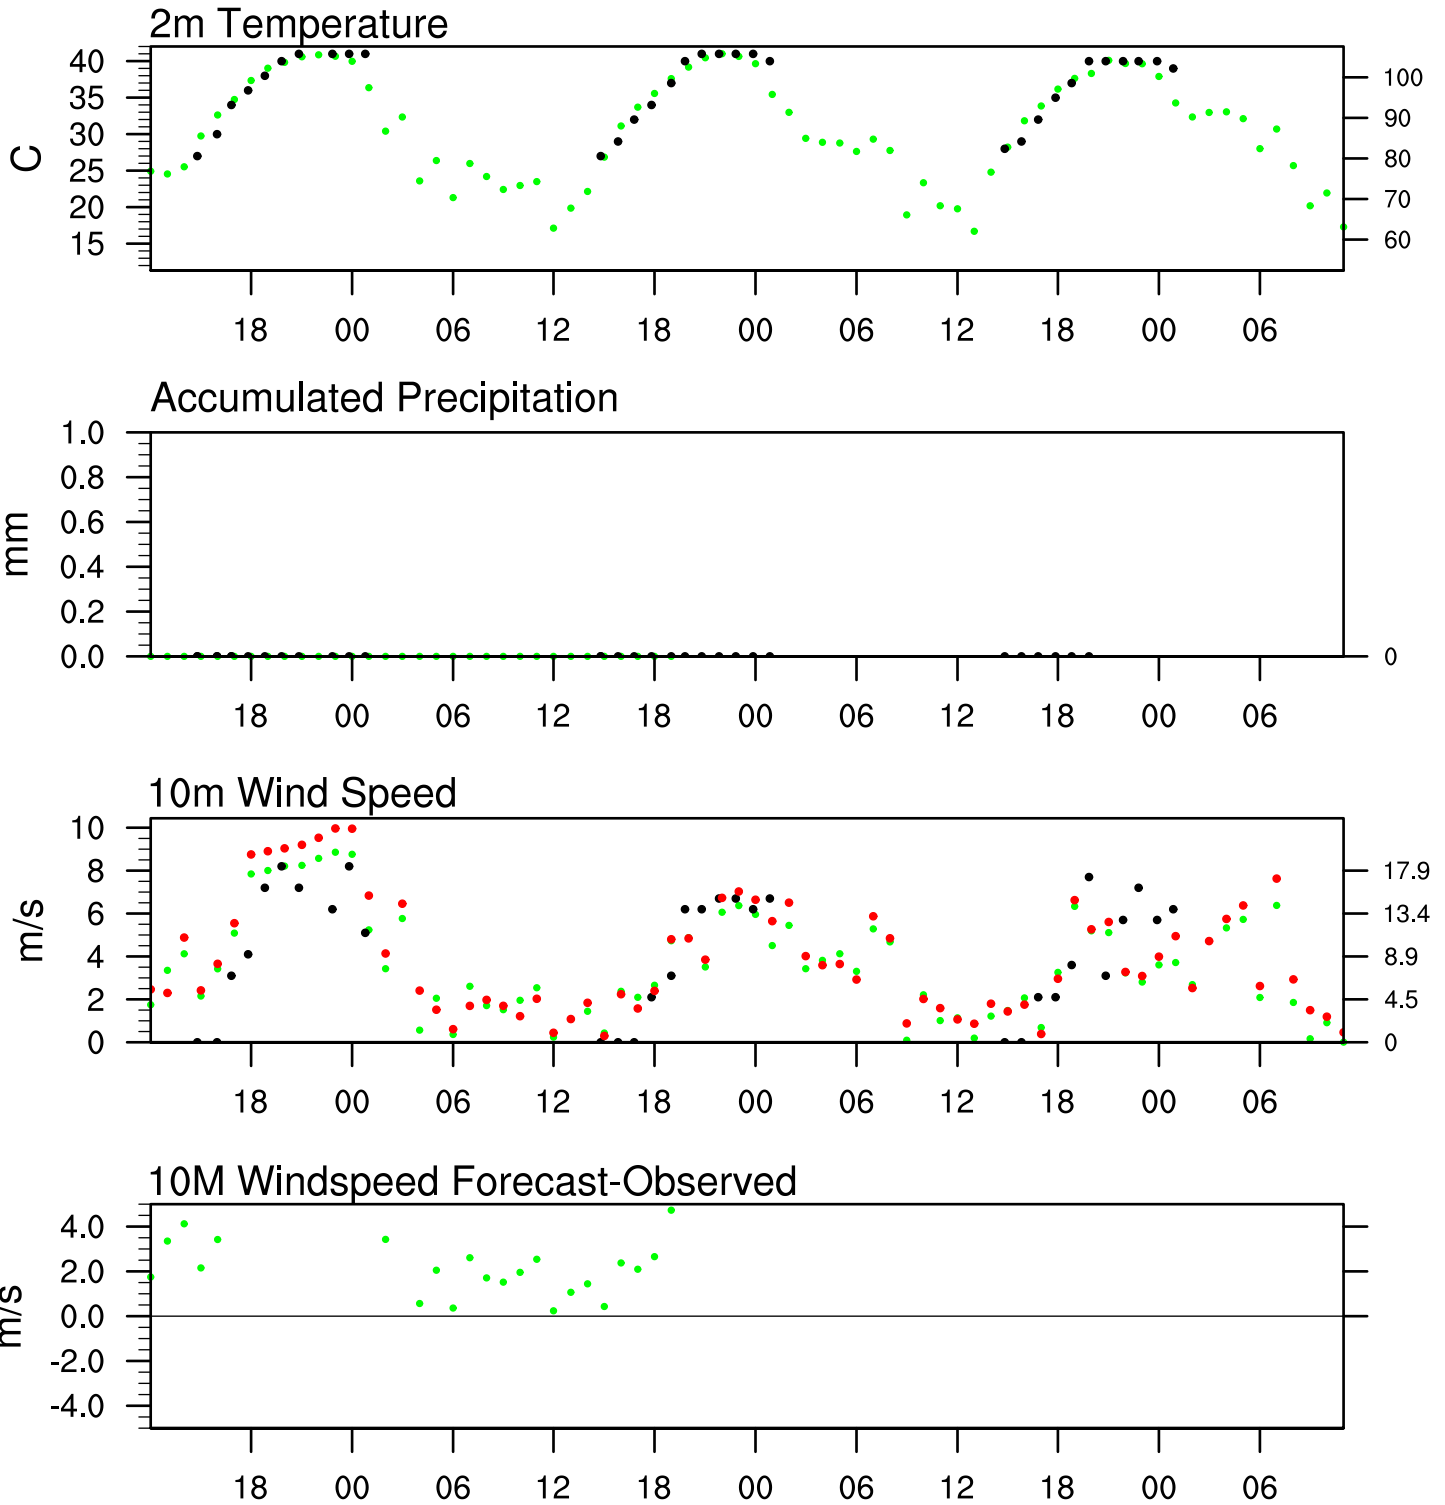 2m Temperature
40
35
30
25
20
15
C
100
90
80
70
60
18 00 06 12 18 00 06 12 18 00 06
Accumulated Precipitation
1.0
0.8
0.6
0.4
0.2
0.0
mm
0
18 00 06 12 18 00 06 12 18 00 06
10m Wind Speed
10
8
6
4
2
0
m/s
17.9
13.4
8.9
4.5
0
18 00 06 12 18 00 06 12 18 00 06
10M Windspeed Forecast-Observed
4.0
2.0
0.0
-2.0
-4.0
m/s
18 00 06 12 18 00 06 12 18 00 06